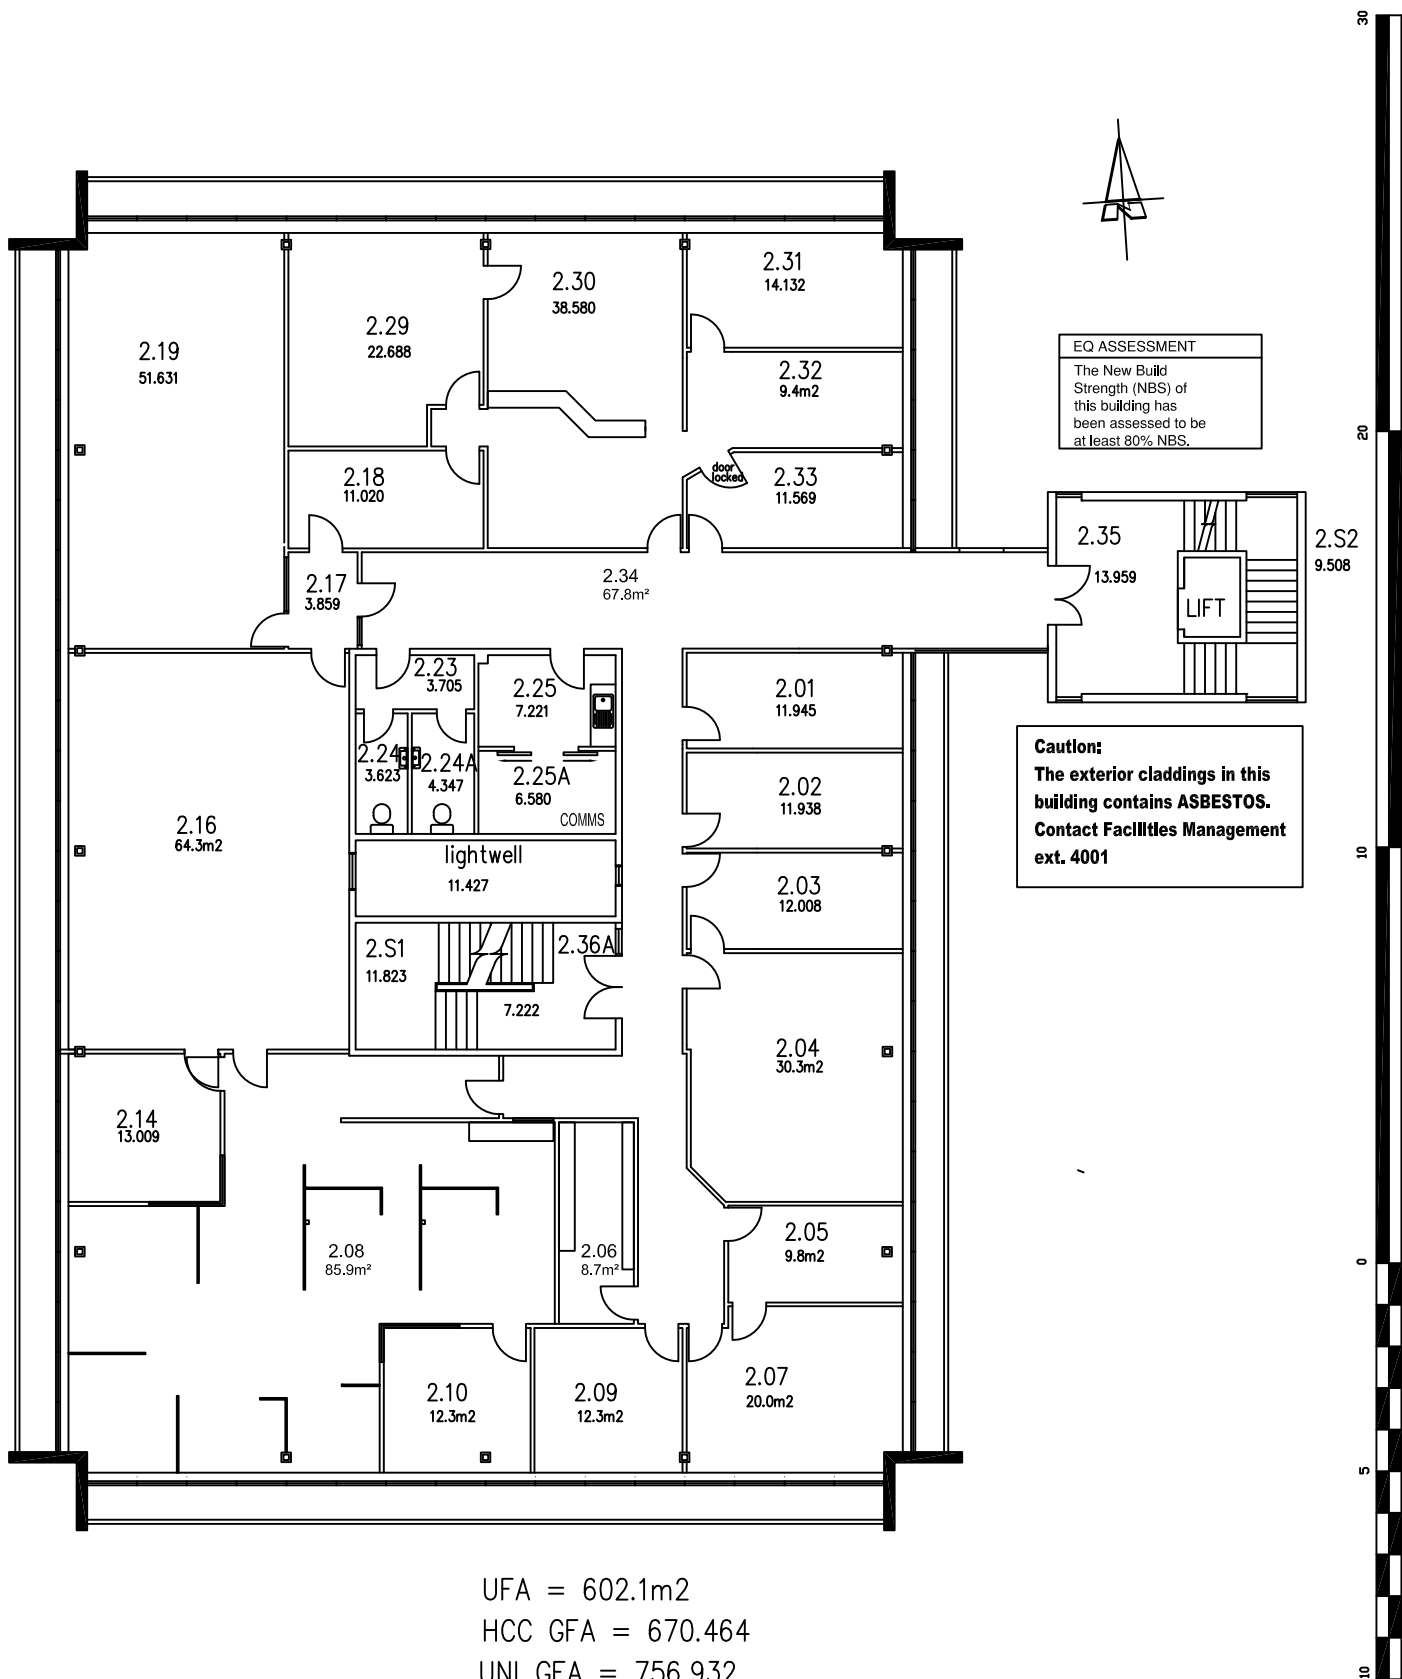 30
N
2.31
14.132
2.30
38.580
2.29
22.688
2.19
51.631
EQ ASSESSMENT
The New Build
Strength (NBS) of
this building has
been assessed to be
at least 80% NBS.
2.32
9.4m2
20
door
locked
2.33
11.569
2.18
11.020
2.35
13.959
2.S2
9.508
LIFT
2.17
3.859
2.34
67.8m²
2.23
3.705
2.25
7.221
2.01
11.945
2.24
3.623
2.24A
4.347
2.25A
6.580
COMMS
2.02
11.938
Caution:
The exterior claddings in this
building contains ASBESTOS.
Contact Facilities Management
ext. 4001
2.16
64.3m2
10
lightwell
11.427
2.03
12.008
2.S1
11.823
2.36A
7.222
2.04
30.3m2
2.14
13.009
2.08
85.9m²
2.06
8.7m²
2.05
9.8m2
0
2.10
12.3m2
2.09
12.3m2
2.07
20.0m2
5
UFA = 602.1m2
HCC GFA = 670.464
UNI GFA = 756.932
10